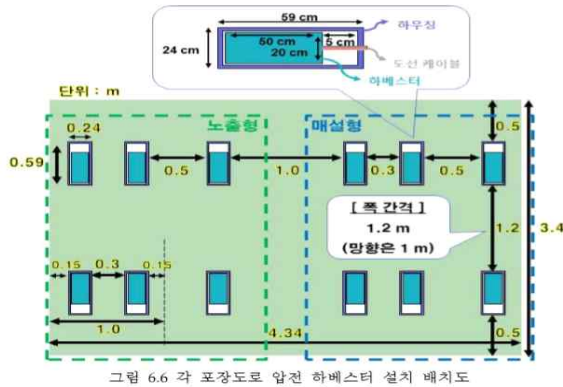 59 cm
하우징
24 cm
50 cm
5 cm
20 cm
도선 케이블
하베스터
단위 : m
노출형
매설형
0.24
0.5
0.59
0.5
1.0
0.3
0.5
[ 폭 간격 ]
1.2 m
(망향은 1 m)
1.2
3.4
0.15
0.3
0.15
1.0
4.34
0.5
그림 6.6 각 포장도로 압전 하베스터 설치 배치도